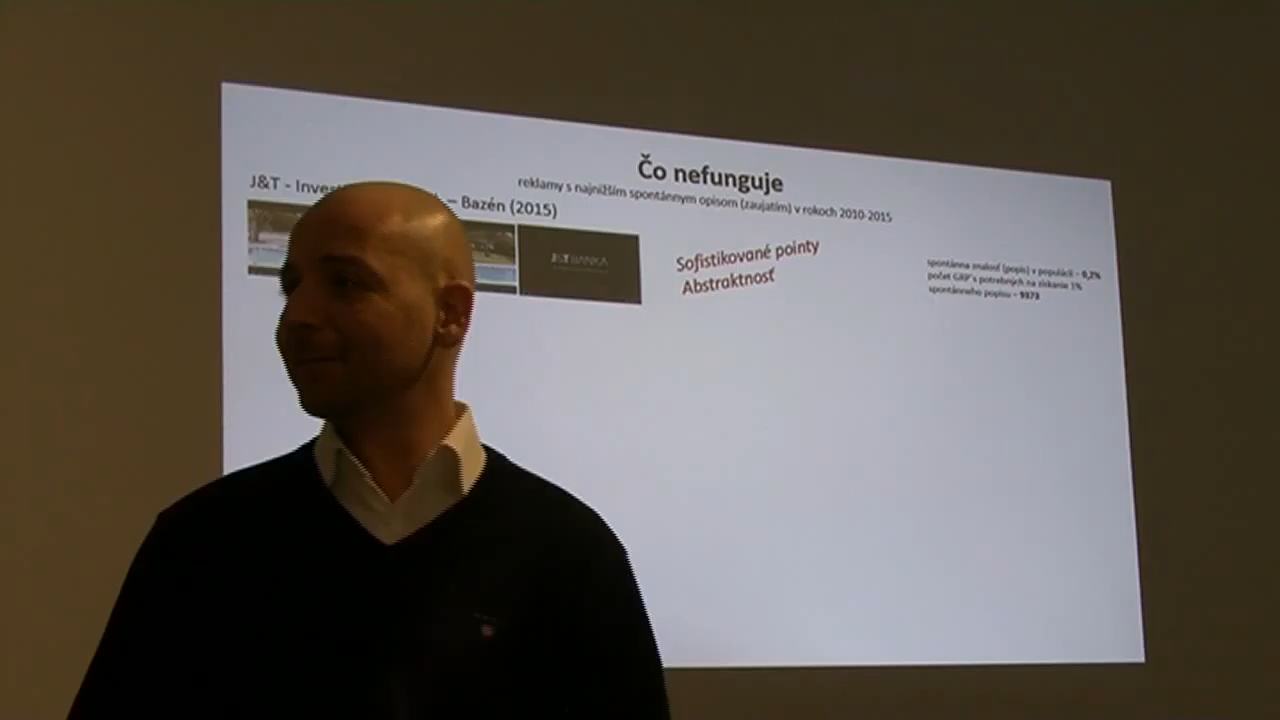 Čo nefunguje
reklamy s najnižším spontánnym opisom (zaujatím) v rokoch 2010-2015
J&T - – Bazén (2015)
J&T BANKA
Sofistikované pointy
Abstraktnosť
spontánna znalosť (popis) v populácii – 0,2%
počet GRP's potrebných na získanie 1%
spontánneho popisu – 9373